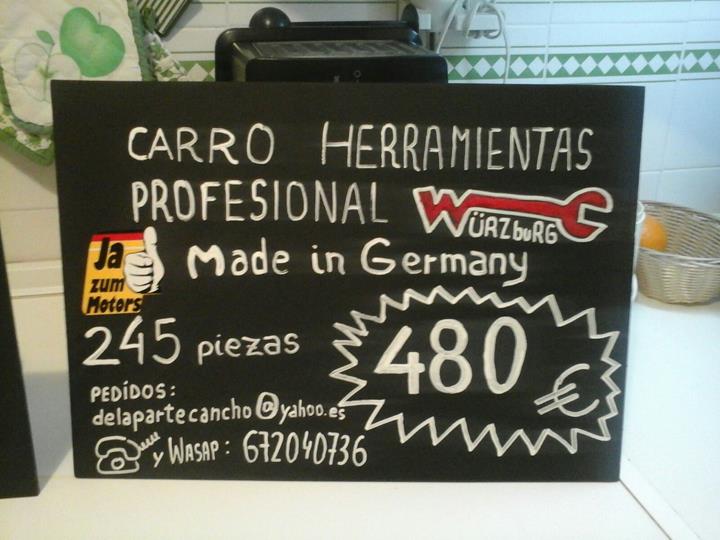 CARRO HERRAMIENTAS
PROFESIONAL WÜRZbURG
Ja
zum
Motors
Made in Germany
245 piezas
480 €
PEDIDOS:
delapartecancho@yahoo.es
y WASAP: 672040736